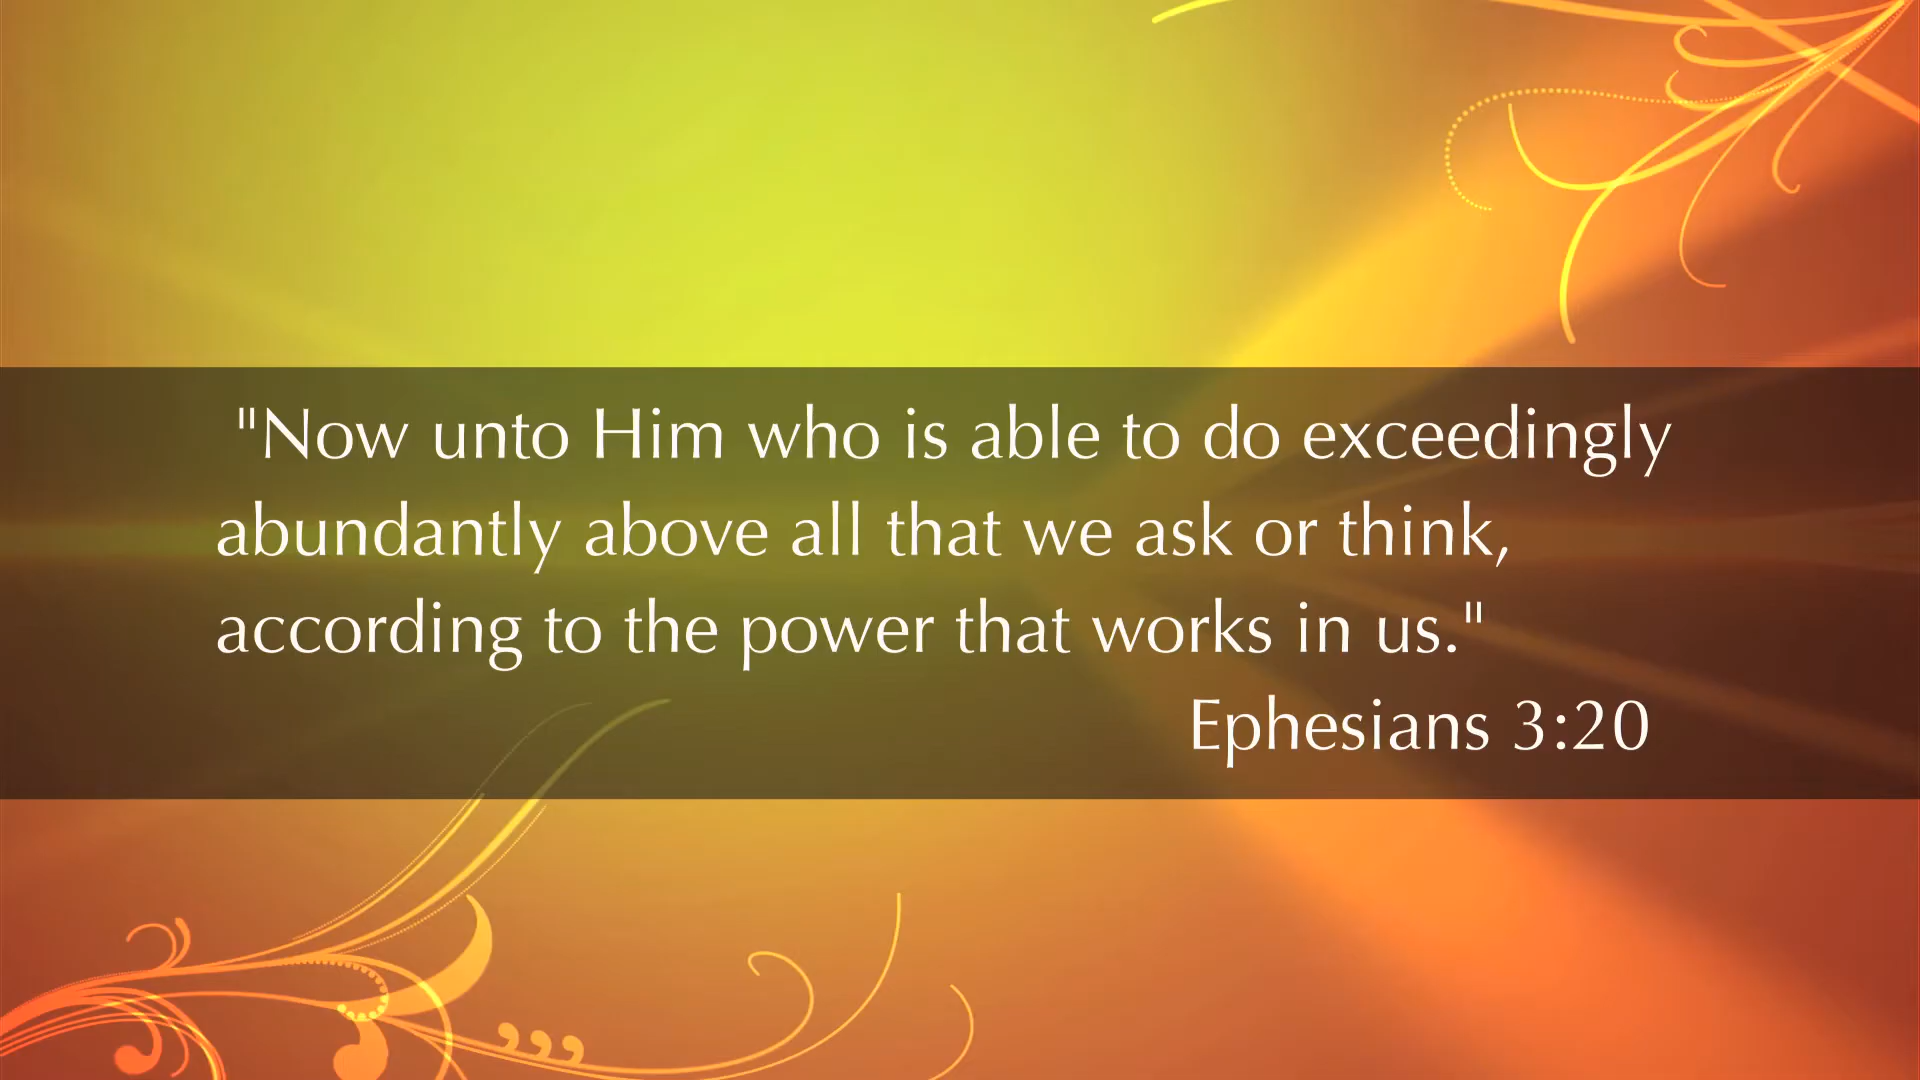 "Now unto Him who is able to do exceedingly
abundantly above all that we ask or think,
according to the power that works in us."
Ephesians 3:20